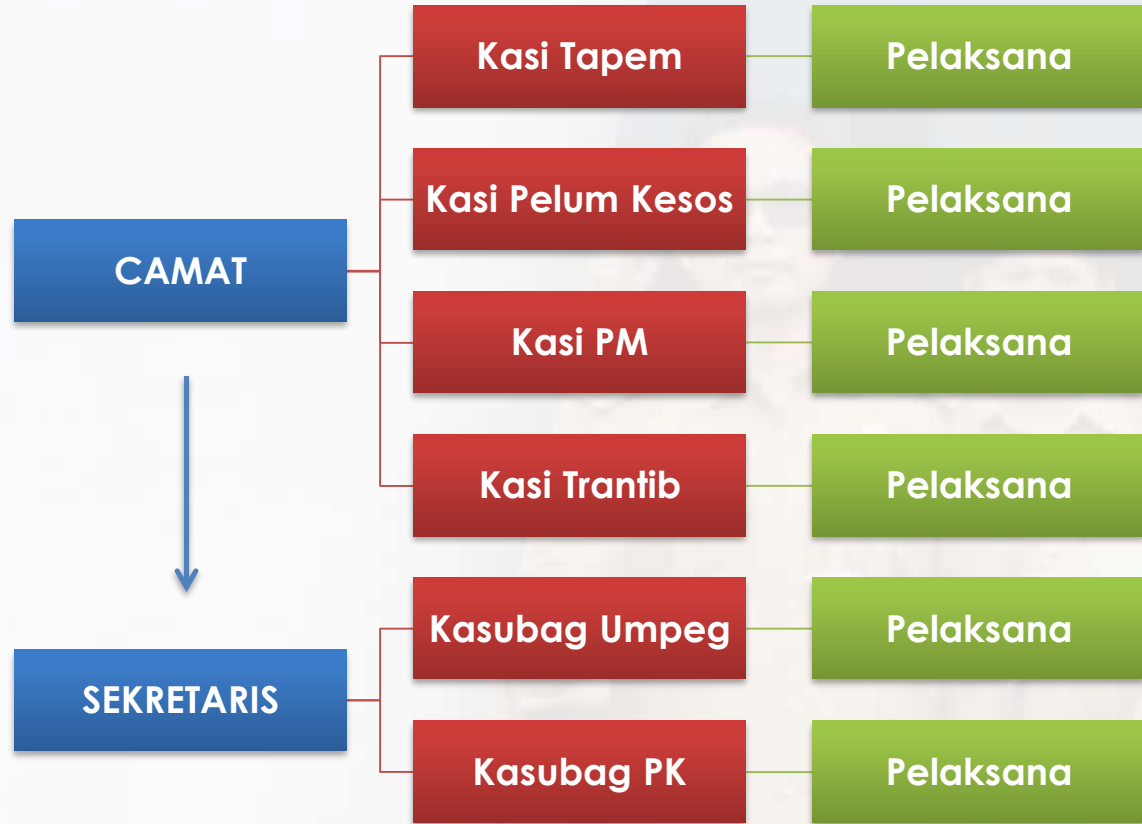 Kasi Tapem
Pelaksana
Kasi Pelum Kesos
Pelaksana
CAMAT
Kasi PM
Pelaksana
Kasi Trantib
Pelaksana
Kasubag Umpeg
Pelaksana
SEKRETARIS
Kasubag PK
Pelaksana